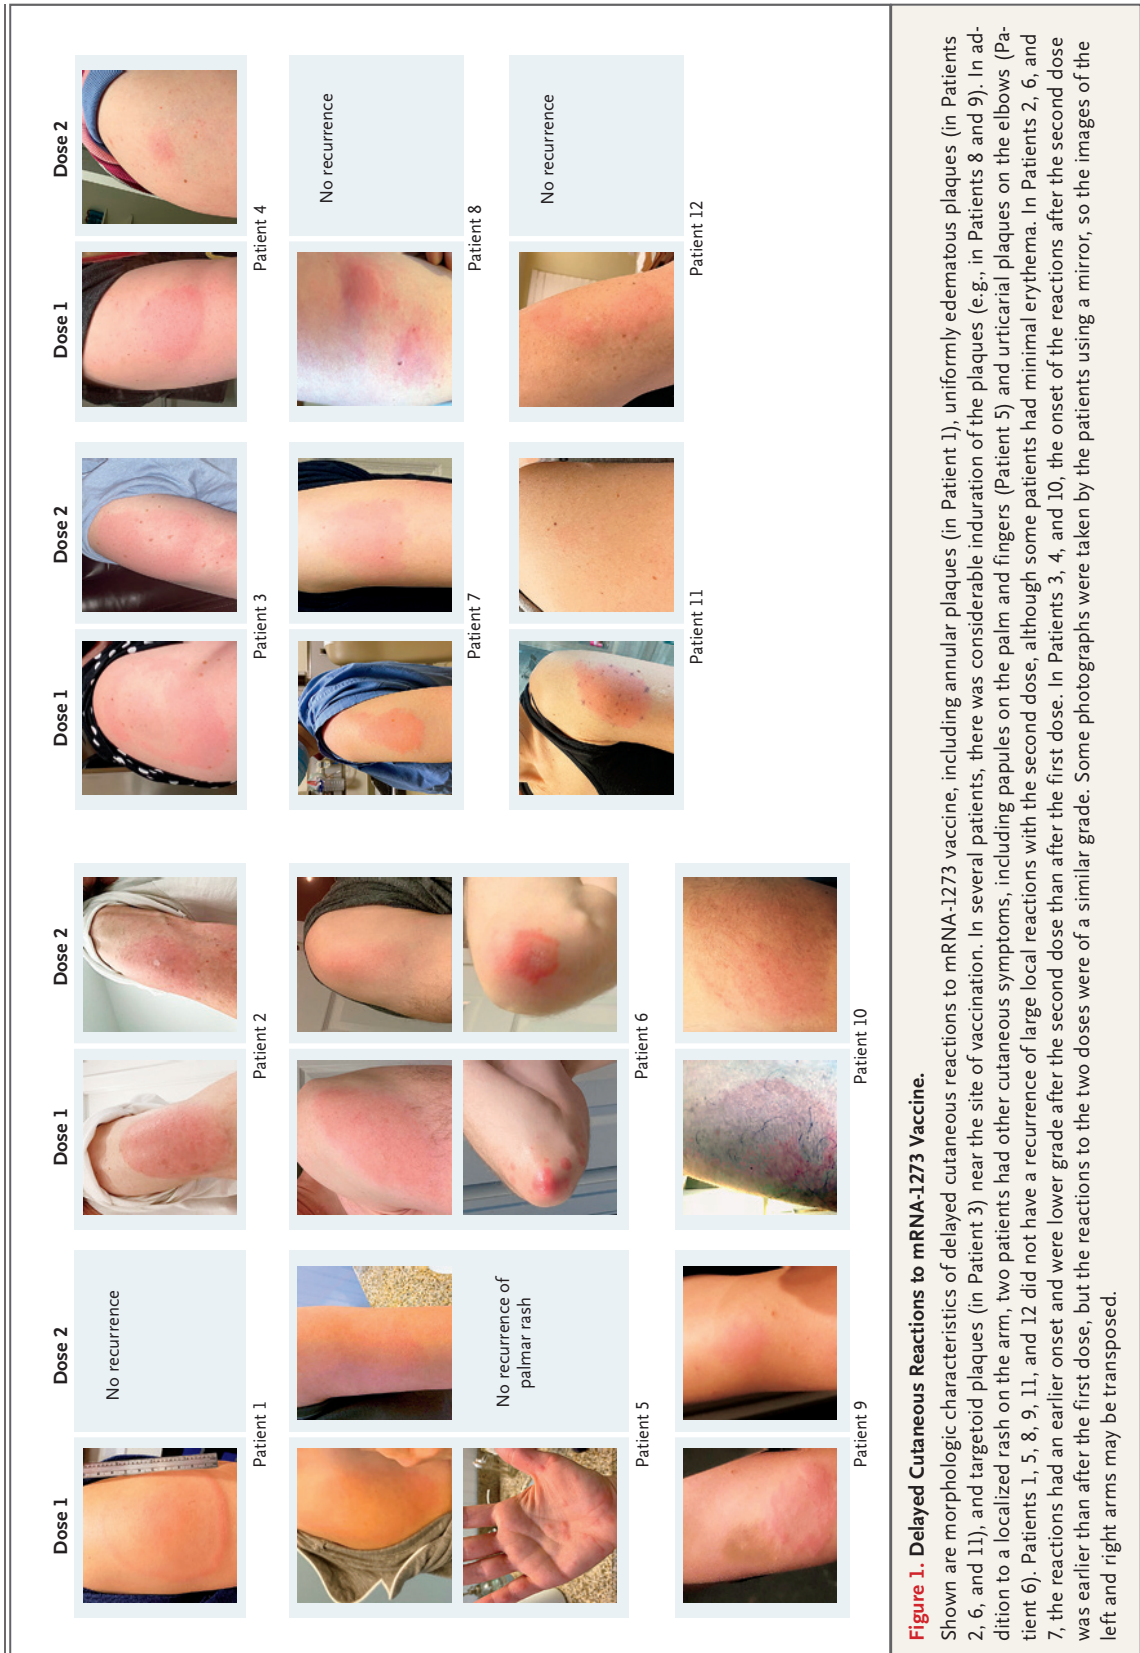 Dose 1
Dose 2
Dose 1
Dose 2
Dose 1
Dose 2
Dose 1
Dose 2
No recurrence
Patient 1
Patient 2
Patient 3
Patient 4
No recurrence of
palmar rash
No recurrence
Patient 5
Patient 6
Patient 7
Patient 8
No recurrence
Patient 9
Patient 10
Patient 11
Patient 12
Figure 1. Delayed Cutaneous Reactions to mRNA-1273 Vaccine.
Shown are morphologic characteristics of delayed cutaneous reactions to mRNA-1273 vaccine, including annular plaques (in Patient 1), uniformly edematous plaques (in Patients
2, 6, and 11), and targetoid plaques (in Patient 3) near the site of vaccination. In several patients, there was considerable induration of the plaques (e.g., in Patients 8 and 9). In ad-
dition to a localized rash on the arm, two patients had other cutaneous symptoms, including papules on the palm and fingers (Patient 5) and urticarial plaques on the elbows (Pa-
tient 6). Patients 1, 5, 8, 9, 11, and 12 did not have a recurrence of large local reactions with the second dose, although some patients had minimal erythema. In Patients 2, 6, and
7, the reactions had an earlier onset and were lower grade after the second dose than after the first dose. In Patients 3, 4, and 10, the onset of the reactions after the second dose
was earlier than after the first dose, but the reactions to the two doses were of a similar grade. Some photographs were taken by the patients using a mirror, so the images of the
left and right arms may be transposed.